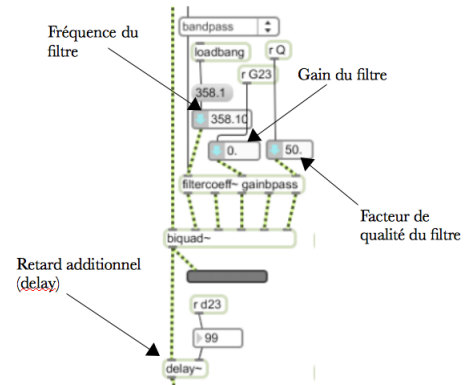 Fréquence du
filtre
bandpass
loadbang
r Q
r G23
Gain du filtre
358.1
358.10
0.
50.
filtercoeff~ gainbpass
Facteur de
qualité du filtre
biquad~
Retard additionnel
(delay)
r d23
99
delay~